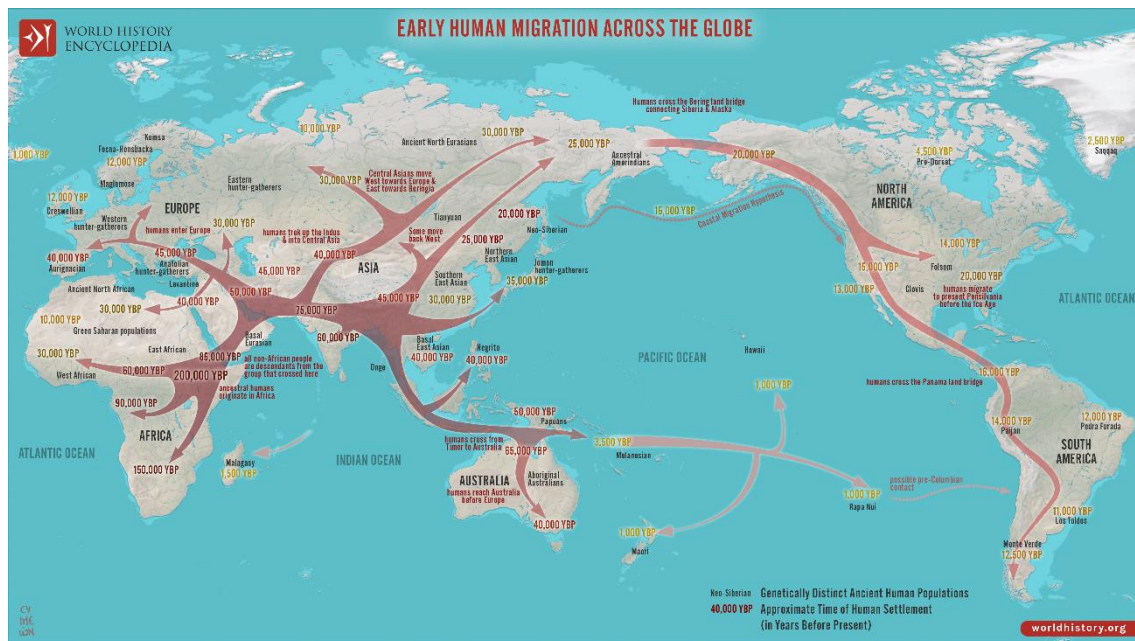 WORLD HISTORY
ENCYCLOPEDIA
EARLY HUMAN MIGRATION ACROSS THE GLOBE
Humans cross the Bering land bridge
connecting Siberia & Alaska
10,000 YBP
Ancient North Eurasians
30,000 YBP
25,000 YBP
Ancestral
Amerindians
20,000 YBP
4,500 YBP
Pre-Dorset
2,500 YBP
Saqqaq
1,000 YBP
Komsa
Fosna-Hensbacka
12,000 YBP
Maglemose
12,000 YBP
Creswellian
Western
hunter-gatherers
EUROPE
Eastern
hunter-gatherers
30,000 YBP
Central Asians move
West towards Europe &
East towards Beringia
30,000 YBP
humans enter Europe
humans trek up the Indus
& into Central Asia
40,000 YBP
Tianyuan
Some move
back West
20,000 YBP
Neo-Siberian
25,000 YBP
15,000 YBP
Coastal Migration Hypothesis
NORTH
AMERICA
40,000 YBP
Aurignacian
45,000 YBP
Anatolian
hunter-gatherers
Levantine
45,000 YBP
50,000 YBP
ASIA
Northern
East Asian
Jomon
hunter-gatherers
35,000 YBP
Southern
East Asian
30,000 YBP
45,000 YBP
75,000 YBP
60,000 YBP
14,000 YBP
Folsom
15,000 YBP
13,000 YBP
Clovis
20,000 YBP
humans migrate
to present Pensilvania
before the Ice Age
ATLANTIC OCEAN
Ancient North African
40,000 YBP
30,000 YBP
10,000 YBP
Green Saharan populations
30,000 YBP
West African
East African
60,000 YBP
85,000 YBP
Basal
Eurasian
all non-African people
are descendants from the
group that crossed here
200,000 YBP
ancestral humans
originate in Africa
90,000 YBP
AFRICA
150,000 YBP
ATLANTIC OCEAN
Malagasy
1,500 YBP
INDIAN OCEAN
Onge
Basal
East Asian
40,000 YBP
Negrito
40,000 YBP
PACIFIC OCEAN
Hawaii
1,000 YBP
50,000 YBP
Papuans
humans cross from
Timor to Australia
65,000 YBP
3,500 YBP
Melanesian
AUSTRALIA
humans reach Australia
before Europe
Aboriginal
Australians
40,000 YBP
1,000 YBP
Maori
1,000 YBP
Rapa Nui
possible pre-Columbian
contact
humans cross the Panama land bridge
16,000 YBP
14,000 YBP
Paijan
12,000 YBP
Pedra Furada
SOUTH
AMERICA
11,000 YBP
Los Toldos
Monte Verde
12,500 YBP
Neo-Siberian Genetically Distinct Ancient Human Populations
40,000 YBP Approximate Time of Human Settlement
(in Years Before Present)
worldhistory.org